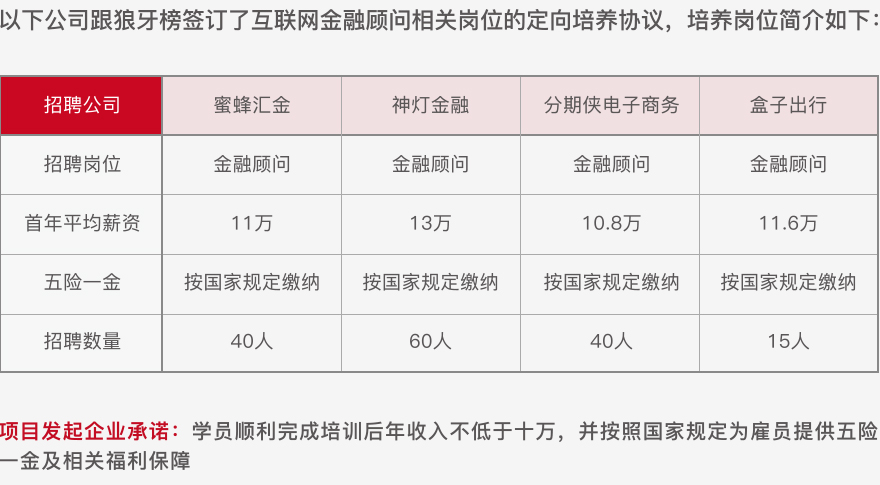 以下公司跟狼牙榜签订了互联网金融顾问相关岗位的定向培养协议，培养岗位简介如下：
招聘公司 蜜蜂汇金 神灯金融 分期侠电子商务 盒子出行
招聘岗位 金融顾问 金融顾问 金融顾问 金融顾问
首年平均薪资 11万 13万 10.8万 11.6万
五险一金 按国家规定缴纳 按国家规定缴纳 按国家规定缴纳 按国家规定缴纳
招聘数量 40人 60人 40人 15人
项目发起企业承诺：学员顺利完成培训后年收入不低于十万，并按照国家规定为雇员提供五险
一金及相关福利保障